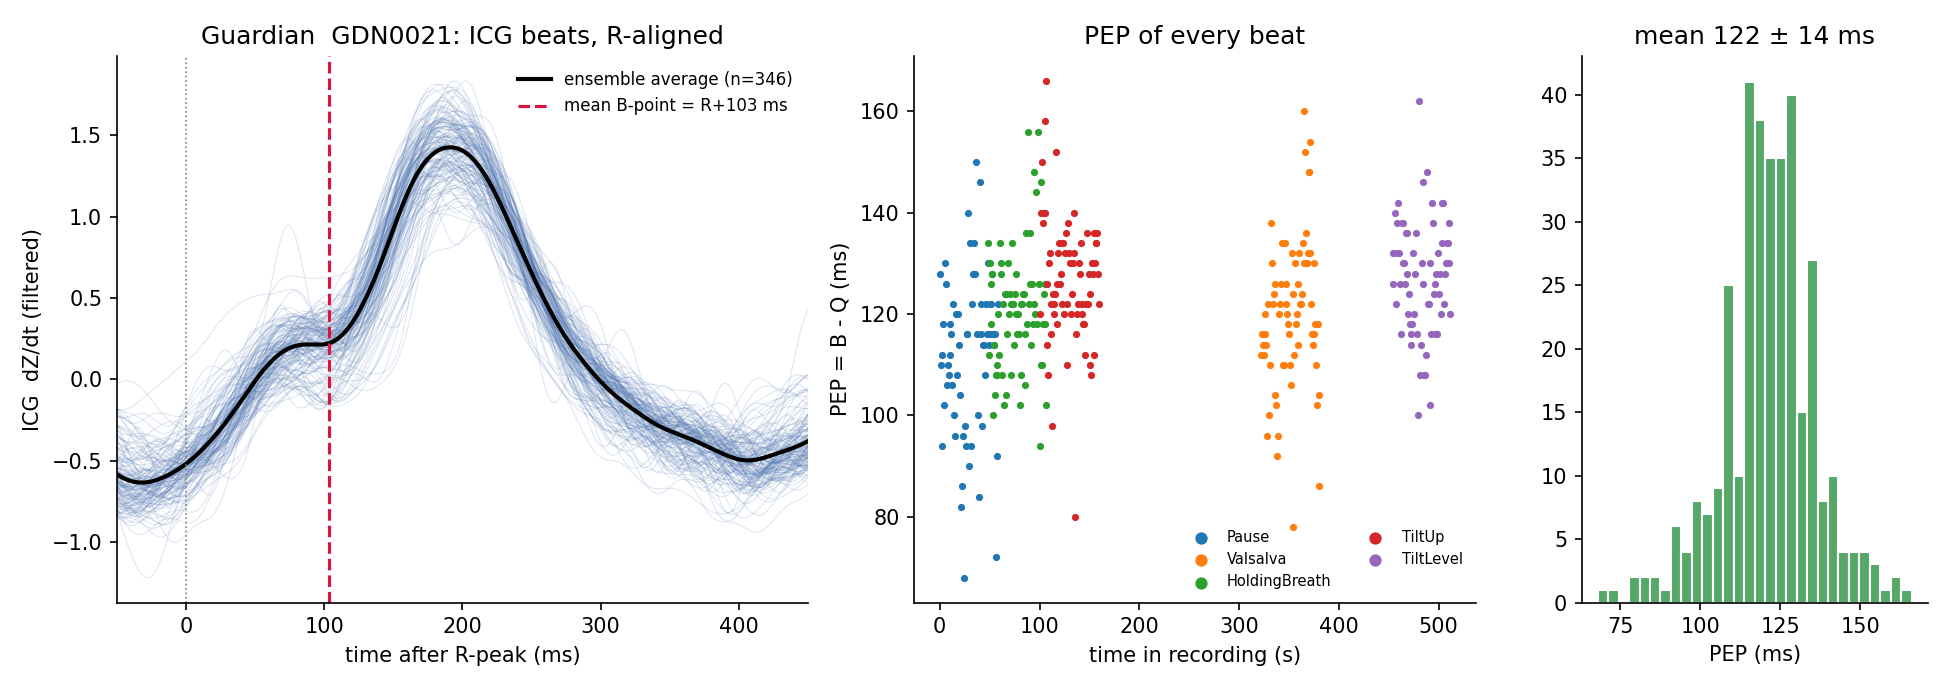 Guardian  GDN0021: ICG beats, R-aligned
ICG  dZ/dt (filtered)
1.5
1.0
0.5
0.0
−0.5
−1.0
ensemble average (n=346)
mean B-point = R+103 ms
0
100
200
300
400
time after R-peak (ms)
PEP of every beat
PEP = B - Q (ms)
160
140
120
100
80
Pause
Valsalva
HoldingBreath
TiltUp
TiltLevel
0
100
200
300
400
500
time in recording (s)
mean 122 ± 14 ms
40
35
30
25
20
15
10
5
0
75
100
125
150
PEP (ms)